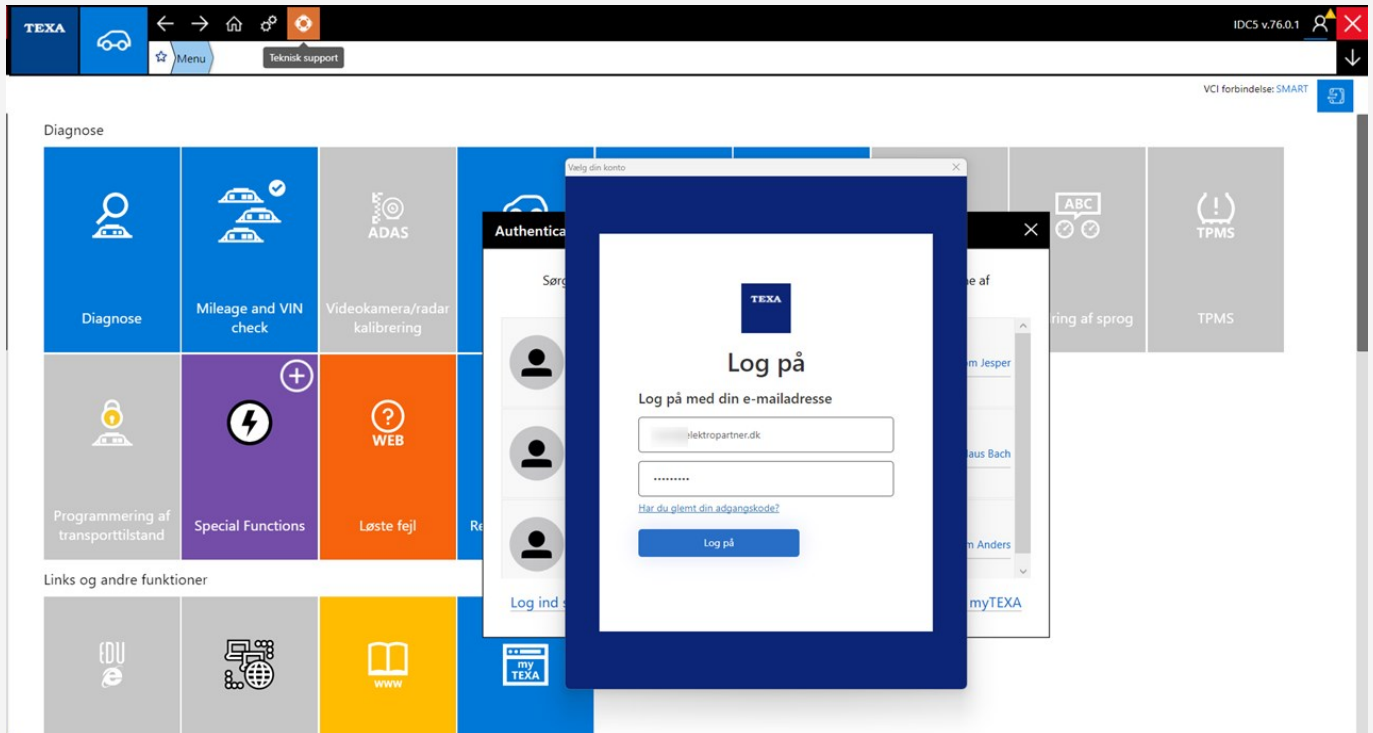 TEXA
IDC5 v.76.0.1
Menu
Teknisk support
VCI forbindelse: SMART
Diagnose
Diagnose
Mileage and VIN
check
ADAS
Videokamera/radar
kalibrering
ABC
ring af sprog
TPMS
TPMS
Programmering af
transporttilstand
Special Functions
WEB
Løste fejl
Re
Links og andre funktioner
EDU
www
my
TEXA
Authentica
Sørg
ne af
m Jesper
laus Bach
m Anders
Log ind s
myTEXA
Vælg din konto
TEXA
Log på
Log på med din e-mailadresse
elektropartner.dk
Har du glemt din adgangskode?
Log på